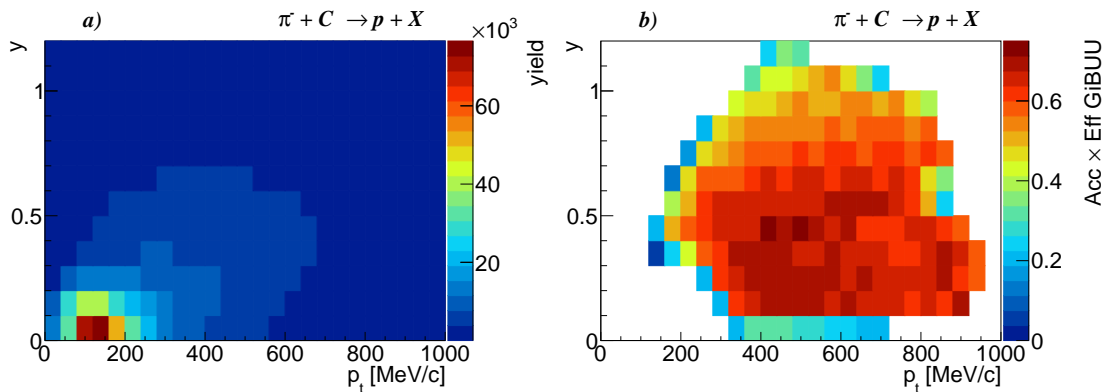 a) π⁻ + C → p + X ×10³
y
1
0.5
0
0 200 400 600 800 1000
p_t [MeV/c]
yield
60
40
20
b) π⁻ + C → p + X
y
1
0.5
0
0 200 400 600 800 1000
p_t [MeV/c]
Acc × Eff GiBUU
0.6
0.4
0.2
0